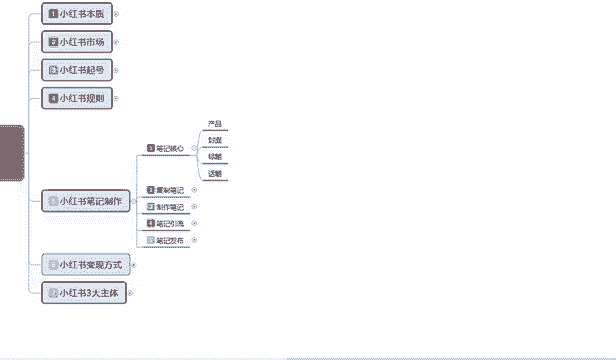 1 小红书本质
2 小红书市场
3 小红书起号
4 小红书规则
5 小红书笔记制作
1 笔记核心
产品
封面
标题
话题
2 复制笔记
3 制作笔记
4 笔记引流
5 笔记发布
6 小红书变现方式
7 小红书3大主体